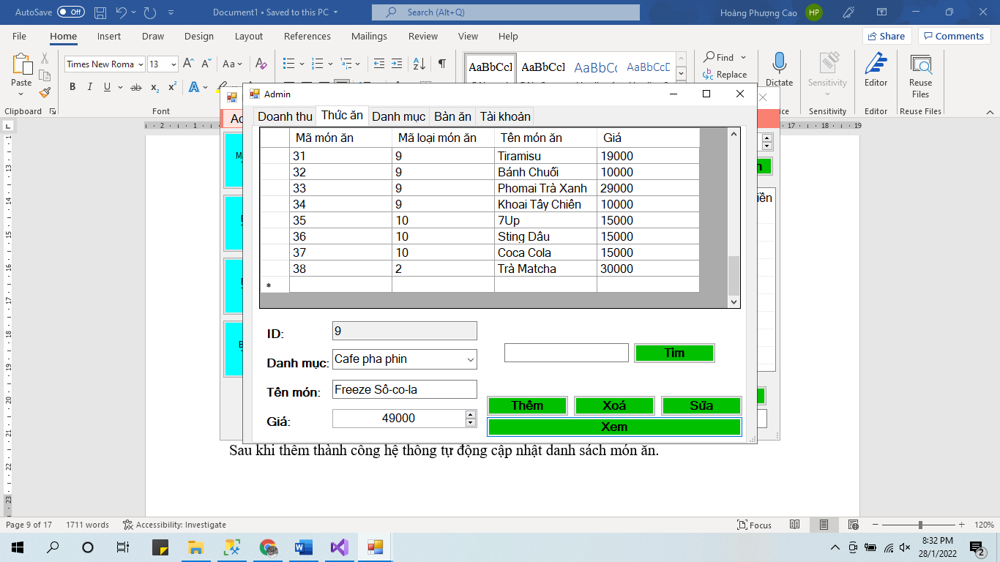 AutoSave Off Document1 • Saved to this PC Search (Alt+Q) Hoàng Phượng Cao HP
File Home Insert Draw Design Layout References Mailings Review View Help Share Comments
Paste Times New Roma 13 Aa AaBbCcI AaBbCcI AaBbCc AaBbCcD Find Replace Dictate Sensitivity Editor Reuse Files
Clipboard Font Sensitivity Editor Reuse Files
Admin
Doanh thu Thức ăn Danh mục Bàn ăn Tài khoản
Mã món ăn Mã loại món ăn Tên món ăn Giá
31 9 Tiramisu 19000
32 9 Bánh Chuối 10000
33 9 Phomai Trà Xanh 29000
34 9 Khoai Tây Chiên 10000
35 10 7Up 15000
36 10 Sting Dâu 15000
37 10 Coca Cola 15000
38 2 Trà Matcha 30000
*
ID: 9
Danh mục: Cafe pha phin Tìm
Tên món: Freeze Sô-co-la
Thêm Xoá Sửa
Giá: 49000 Xem
Sau khi thêm thành công hệ thông tự động cập nhật danh sách món ăn.
Page 9 of 17 1711 words Accessibility: Investigate Focus 120%
8:32 PM
28/1/2022 2